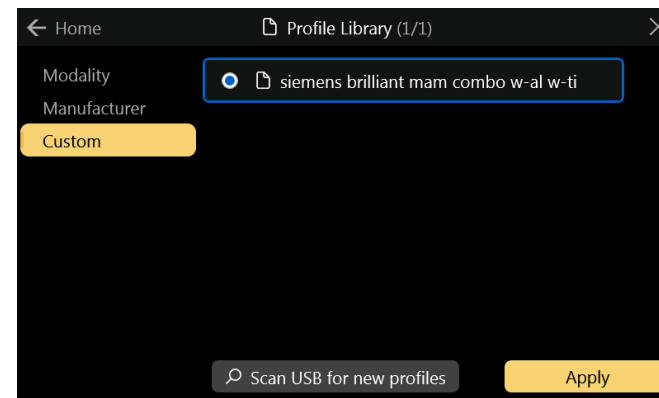 ← Home
Profile Library (1/1)
Modality
Manufacturer
Custom
siemens brilliant mam combo w-al w-ti
Scan USB for new profiles
Apply